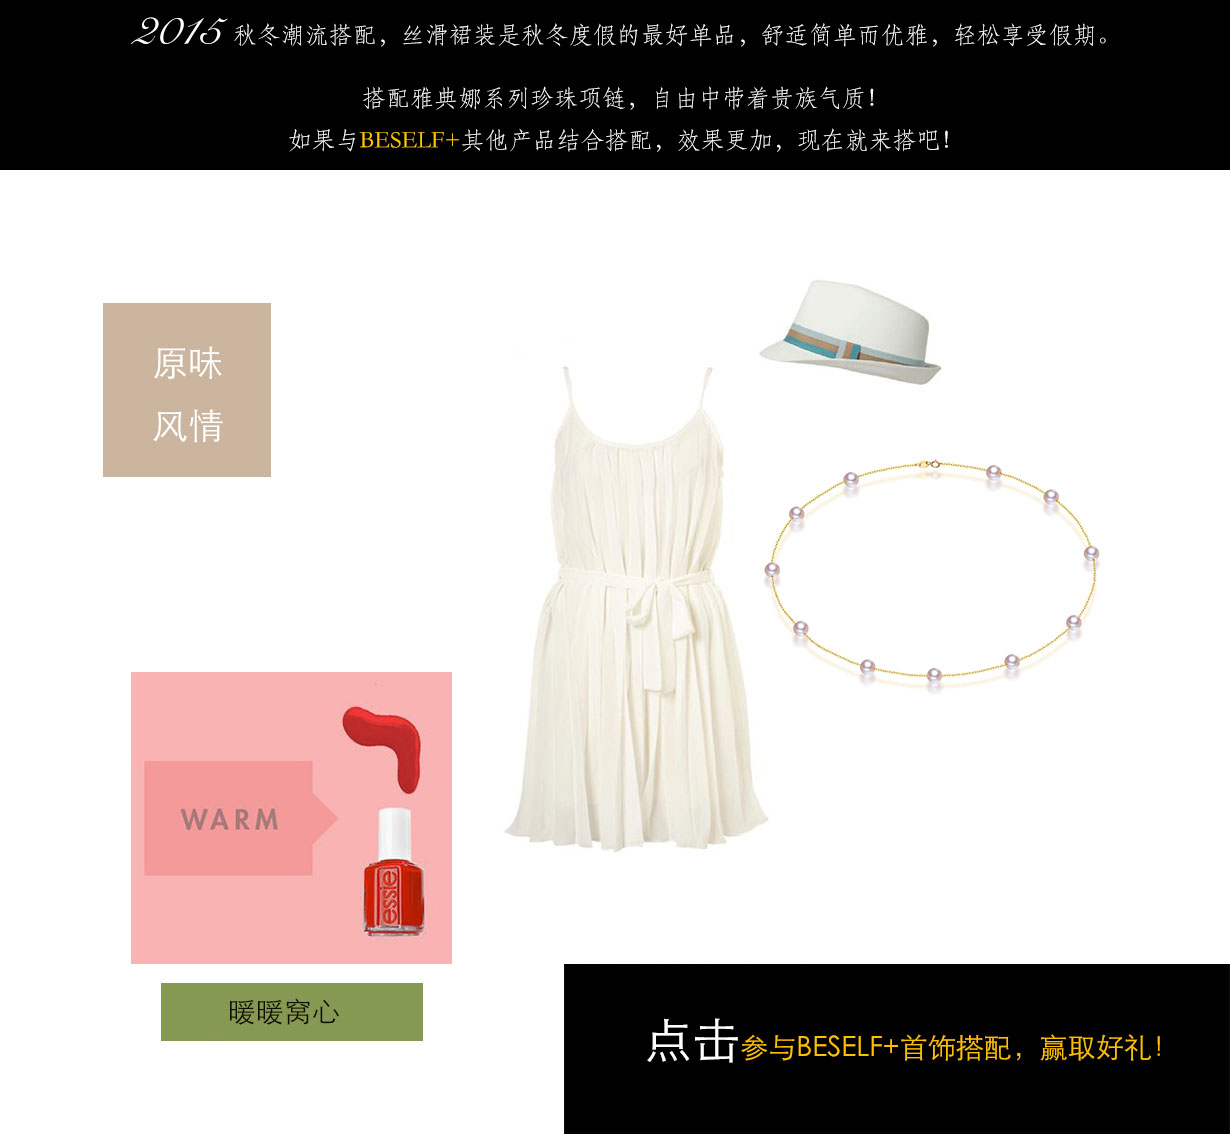 2015 秋冬潮流搭配，丝滑裙装是秋冬度假的最好单品，舒适简单而优雅，轻松享受假期。
搭配雅典娜系列珍珠项链，自由中带着贵族气质！
如果与BESELF+其他产品结合搭配，效果更加，现在就来搭吧！
原味
风情
WARM
essie
暖暖窝心
点击参与BESELF+首饰搭配，赢取好礼！